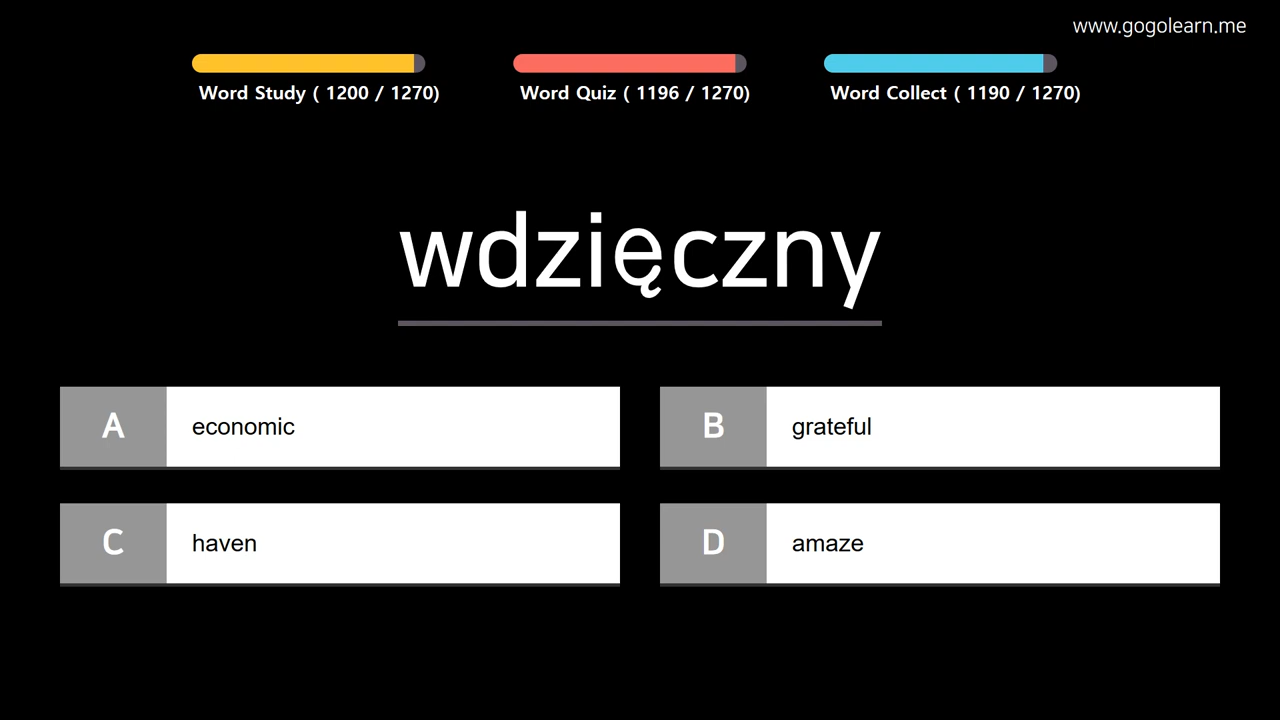 www.gogolearn.me
Word Study ( 1200 / 1270)
Word Quiz ( 1196 / 1270)
Word Collect ( 1190 / 1270)
wdzięczny
A economic
B grateful
C haven
D amaze